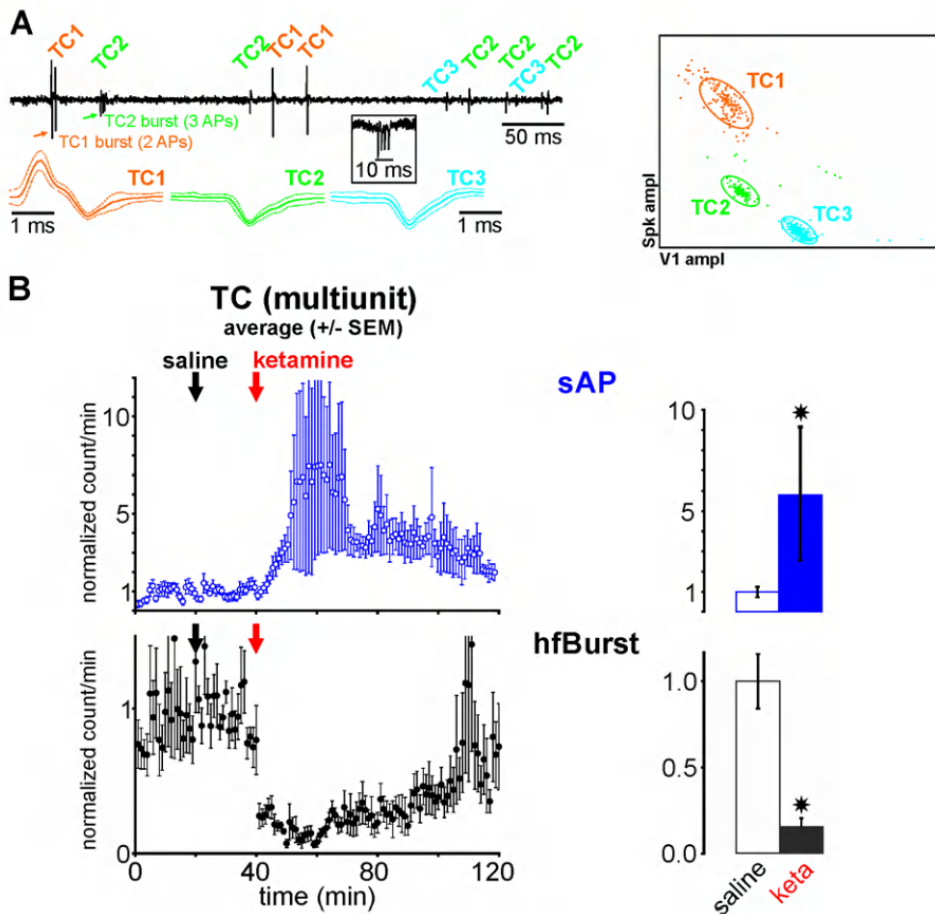 A
TC1 TC2 TC2 TC1 TC1 TC3 TC2 TC3 TC2 TC2
TC2 burst (3 APs)
TC1 burst (2 APs)
50 ms
10 ms
TC1 TC2 TC3
1 ms 1 ms
TC1
TC2
TC3
Spk ampl
V1 ampl
B
TC (multiunit)
average (+/- SEM)
saline ketamine
sAP
normalized count/min
10
5
1
10
5
1
hfBurst
normalized count/min
1
0
0 40 80 120
time (min)
1.0
0.5
0.0
saline keta